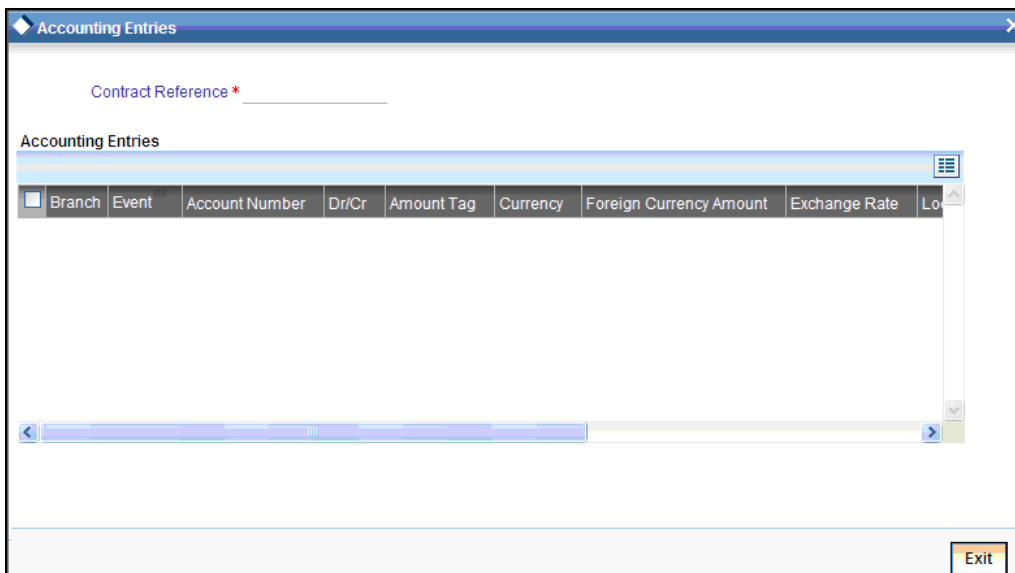 Accounting Entries
Contract Reference *
Accounting Entries
Branch Event Account Number Dr/Cr Amount Tag Currency Foreign Currency Amount Exchange Rate
Exit